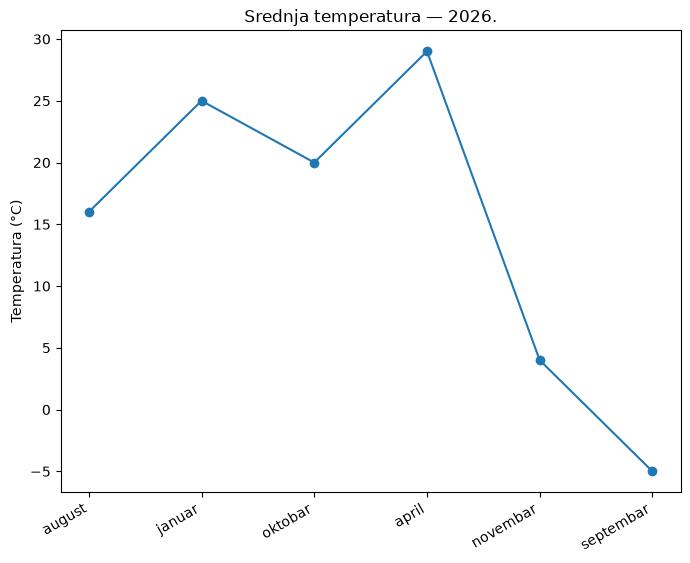 Srednja temperatura — 2026.
Temperatura (°C)
30
25
20
15
10
5
0
−5
august
januar
oktobar
april
novembar
septembar